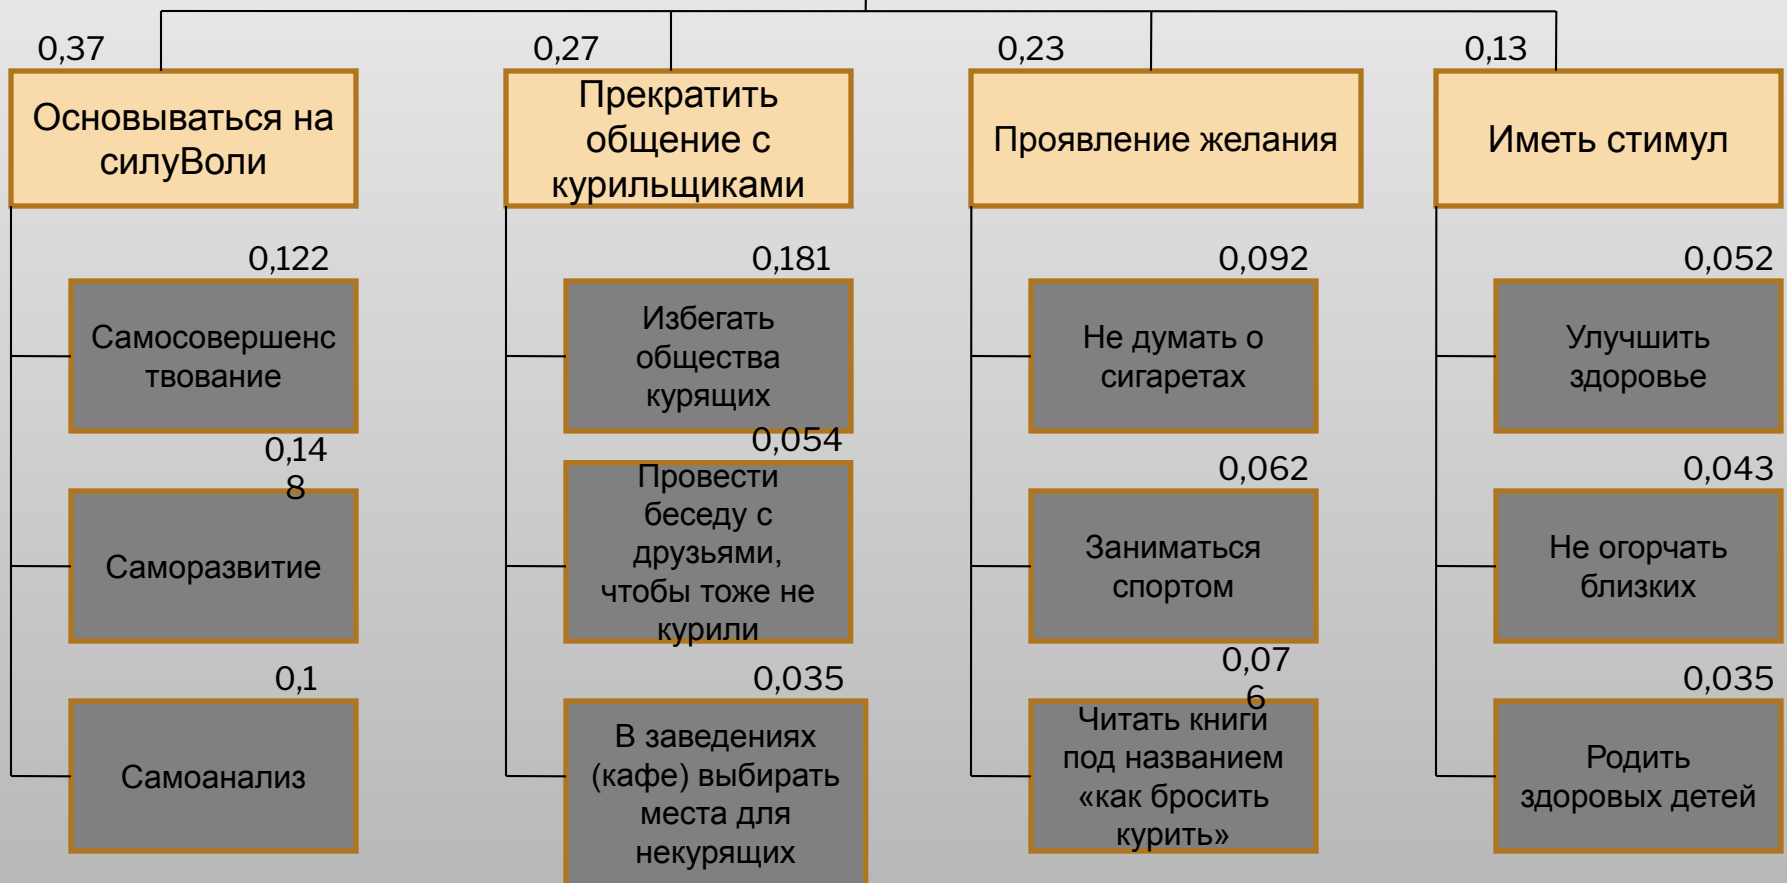 0,37
Основываться на
силуВоли
0,122
Самосовершенс
твование
0,14
8
Саморазвитие
0,1
Самоанализ
0,27
Прекратить
общение с
курильщиками
0,181
Избегать
общества
курящих
0,054
Провести
беседу с
друзьями,
чтобы тоже не
курили
0,035
В заведениях
(кафе) выбирать
места для
некурящих
0,23
Проявление желания
0,092
Не думать о
сигаретах
0,062
Заниматься
спортом
0,07
6
Читать книги
под названием
«как бросить
курить»
0,13
Иметь стимул
0,052
Улучшить
здоровье
0,043
Не огорчать
близких
0,035
Родить
здоровых детей